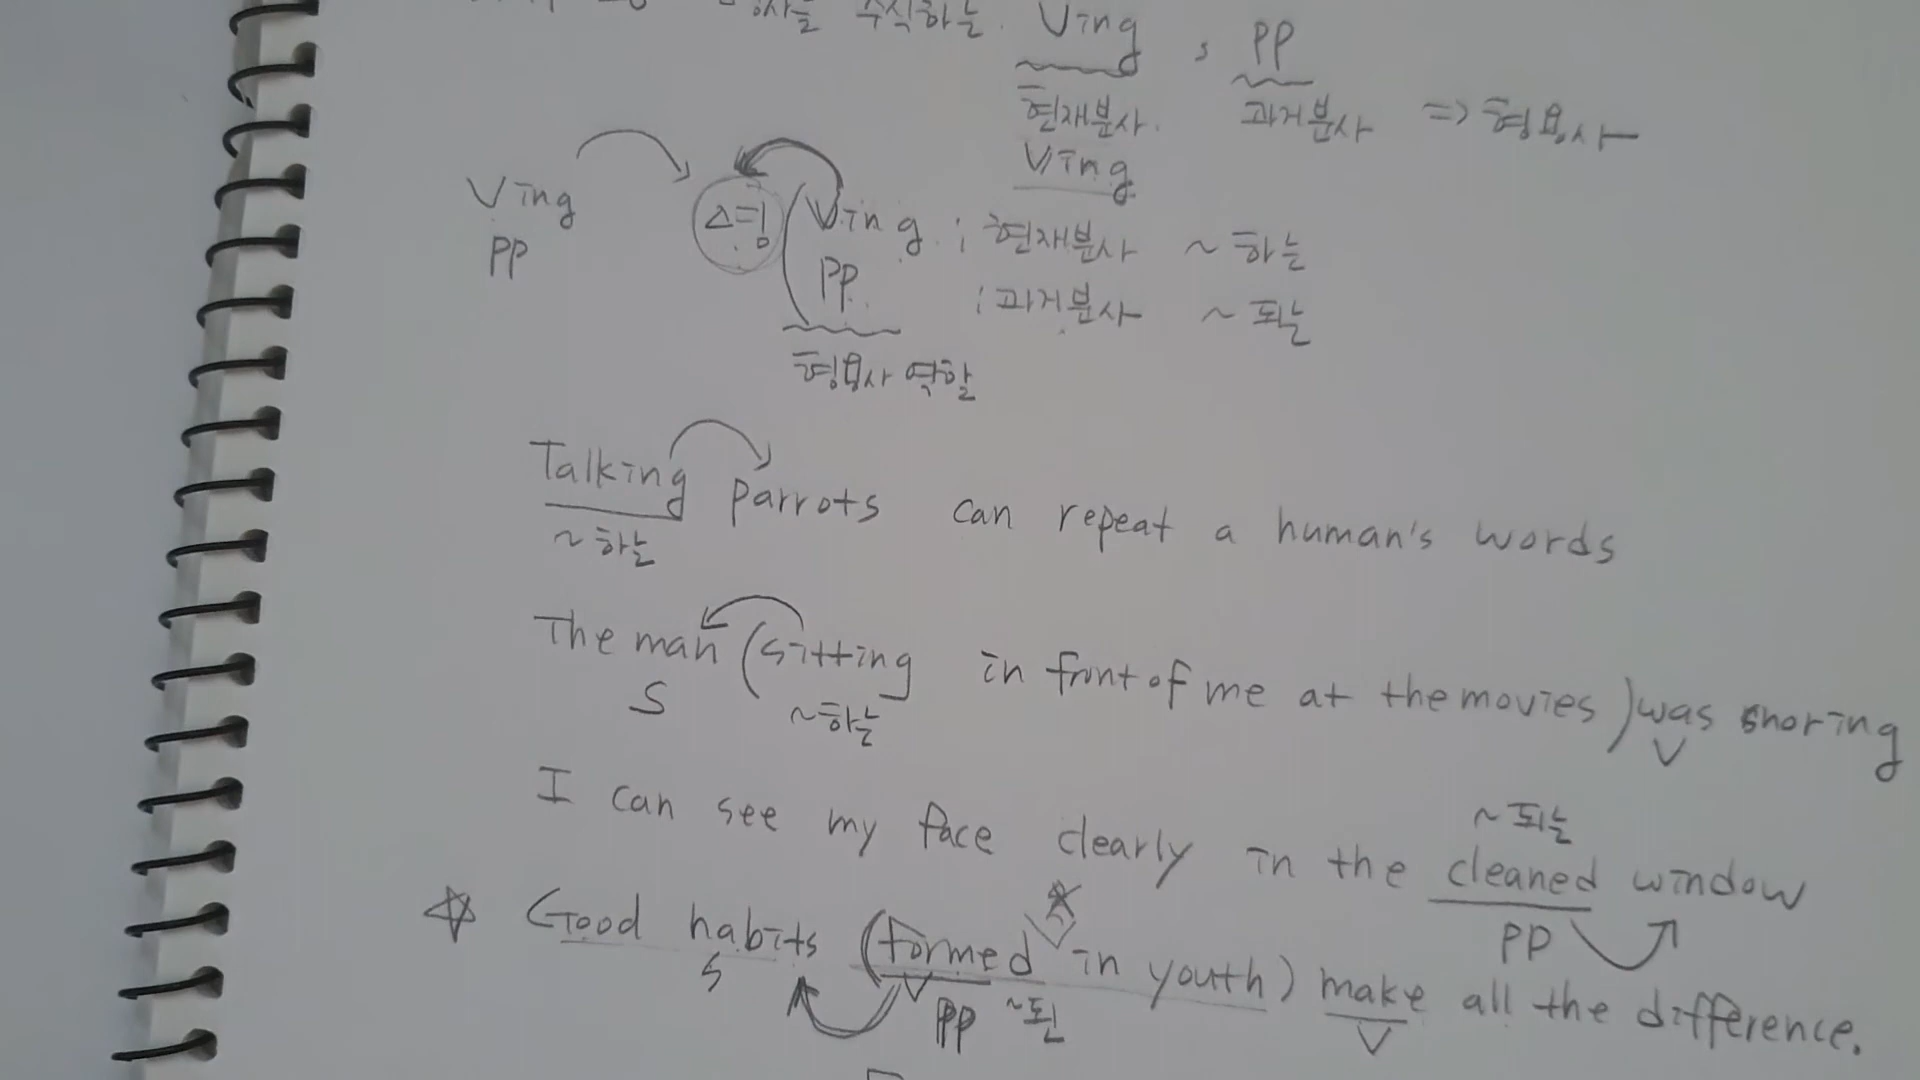 수식하는. Ving , PP
현재분사. 과거분사 => 형용사
Ving
Ving 명 (Ving : 현재분사 ~하는
PP PP. : 과거분사 ~되는
형용사 역할
Talking parrots can repeat a human's words
~하는
The man (sitting in front of me at the movies) was snoring
S ~하는 V
I can see my face clearly in the cleaned window
~되는
PP
☆ Good habits (formed in youth) make all the difference.
S V PP ~된 V